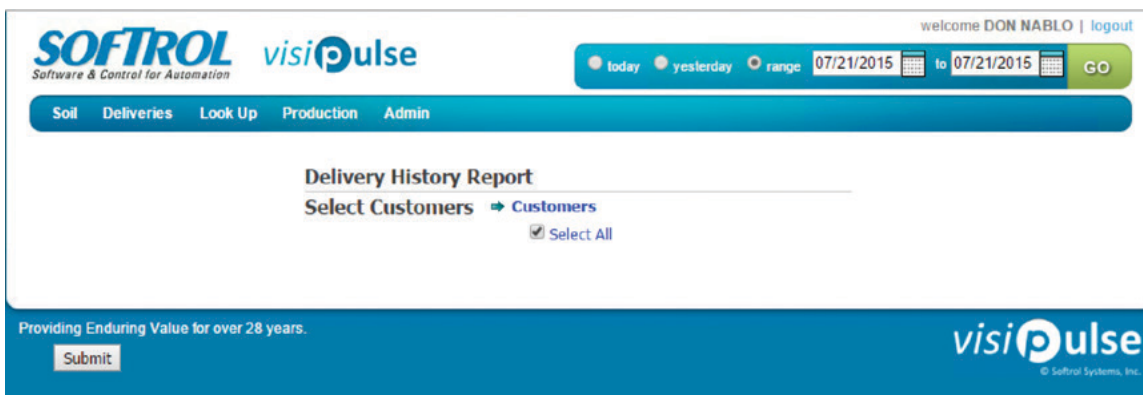 welcome DON NABLO | logout
SOFTROL visipulse
Software & Control for Automation
today yesterday range 07/21/2015 to 07/21/2015 GO
Soil Deliveries Look Up Production Admin
Delivery History Report
Select Customers Customers
Select All
Providing Enduring Value for over 28 years.
Submit
visipulse
© Softrol Systems, Inc.